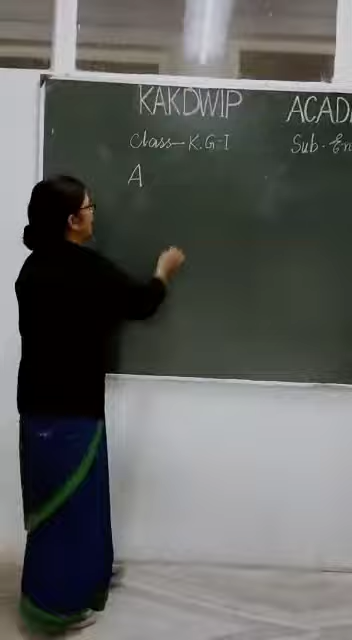 KAKDWIP ACAD
Class - K.G-I Sub - En
A